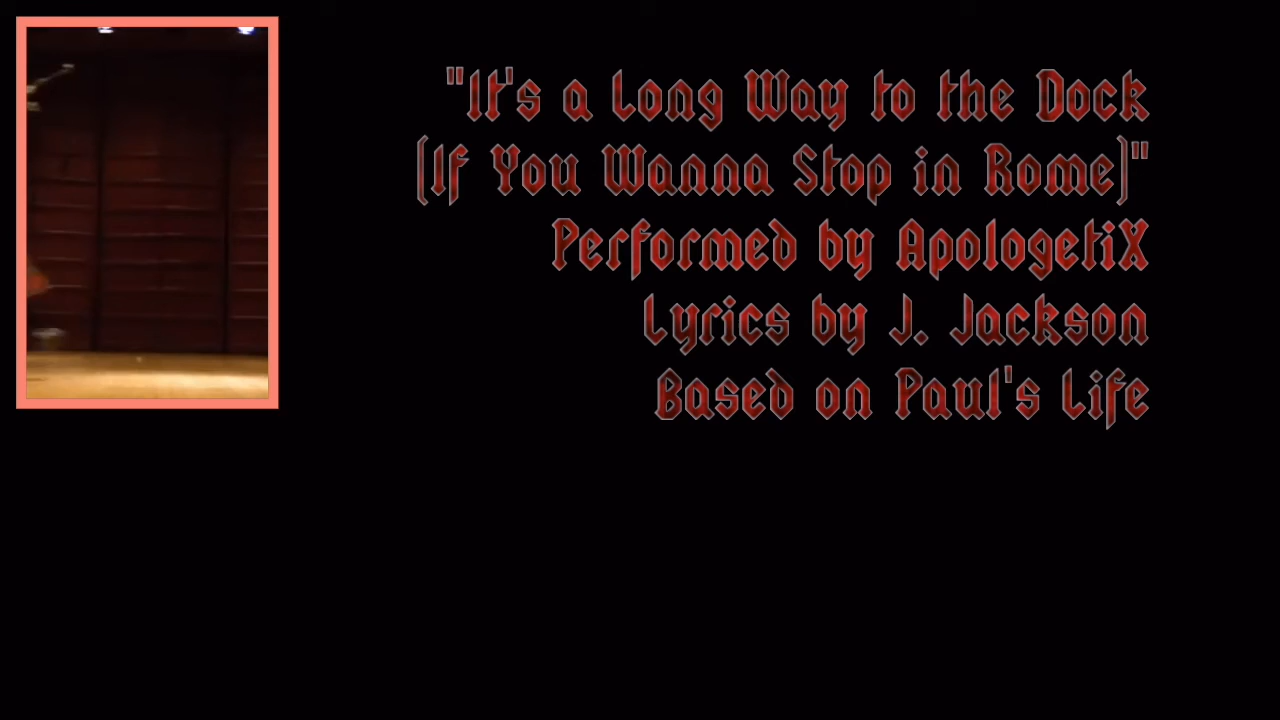 "It's a Long Way to the Dock
(If You Wanna Stop in Rome)"
Performed by ApologetiX
Lyrics by J. Jackson
Based on Paul's Life